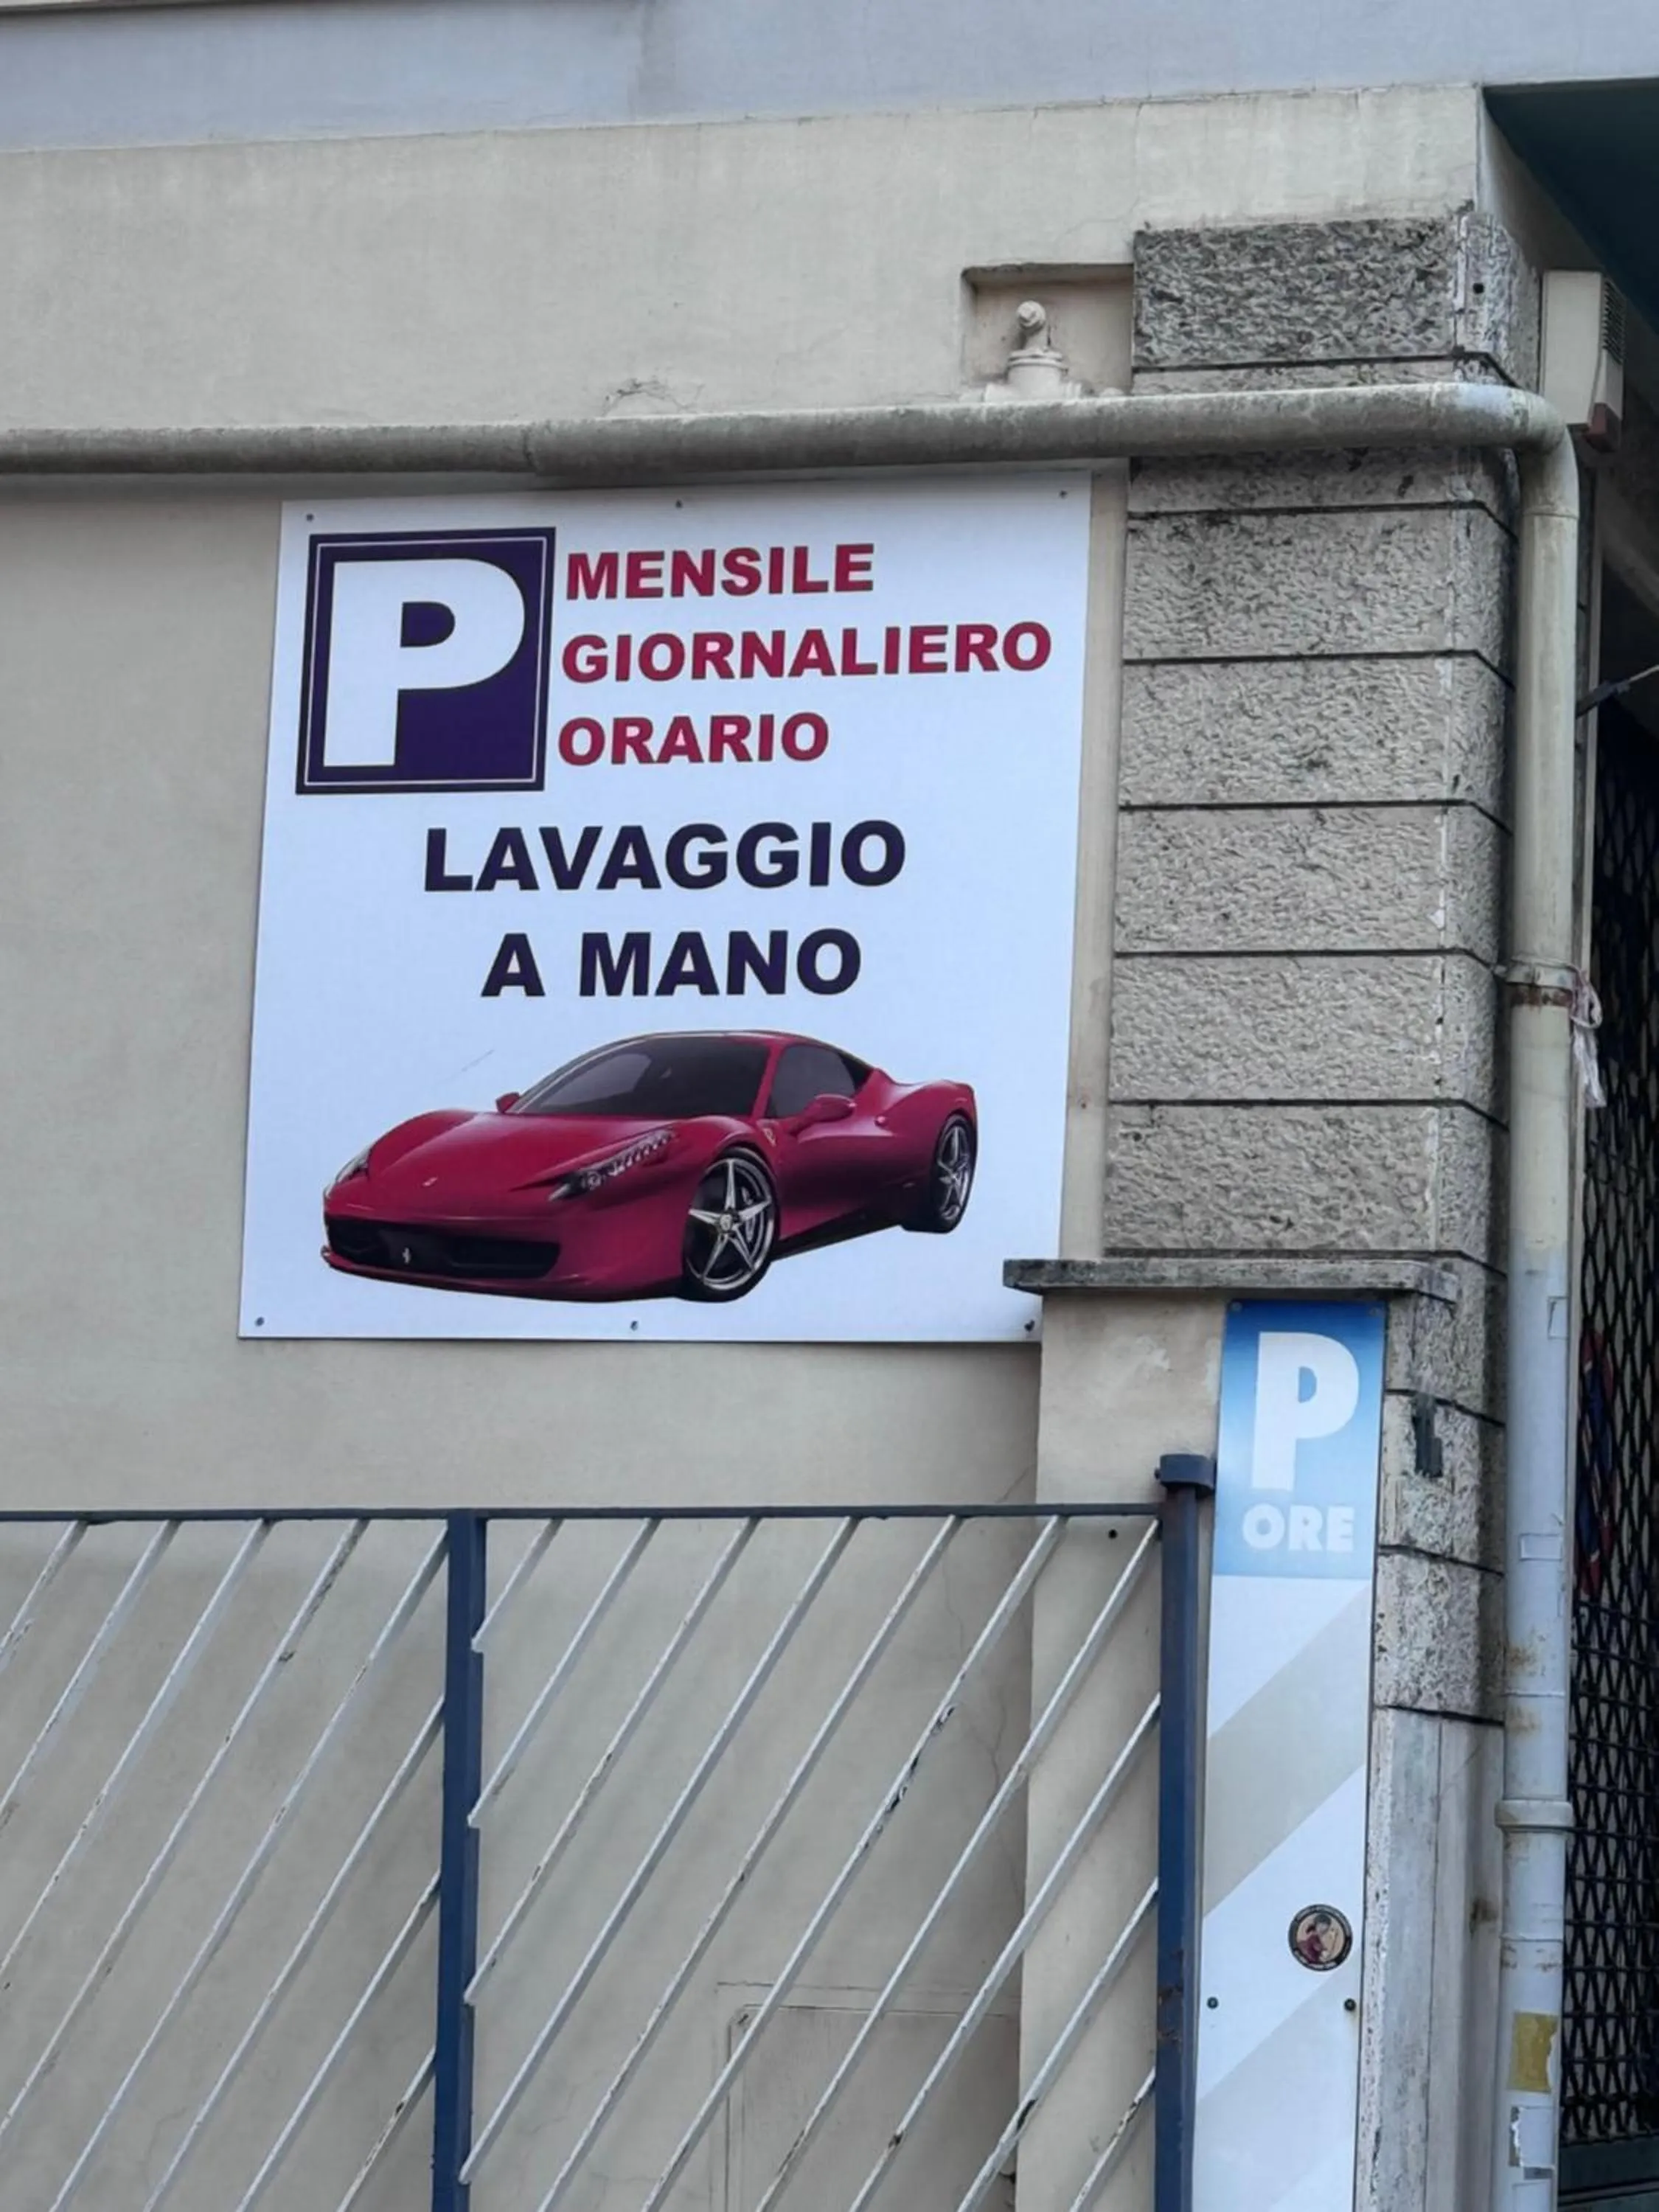 P
MENSILE
GIORNALIERO
ORARIO
LAVAGGIO
A MANO
P
ORE